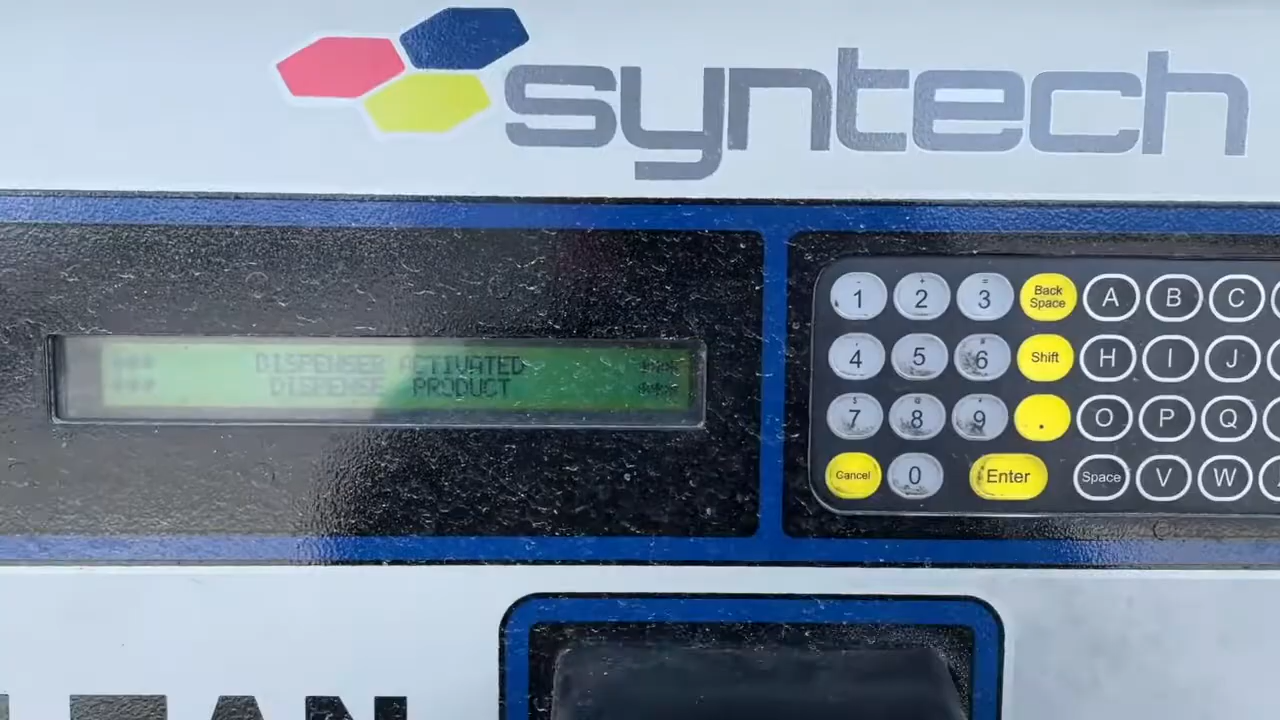 syntech
*** DISPENSER ACTIVATED ***
*** DISPENSE PRODUCT ***
- + =
1 2 3 Back Space A B C
4 5 6 Shift H I J
7 8 9 . O P Q
Cancel 0 Enter Space V W